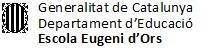 Generalitat de Catalunya
Departament d'Educació
Escola Eugeni d'Ors